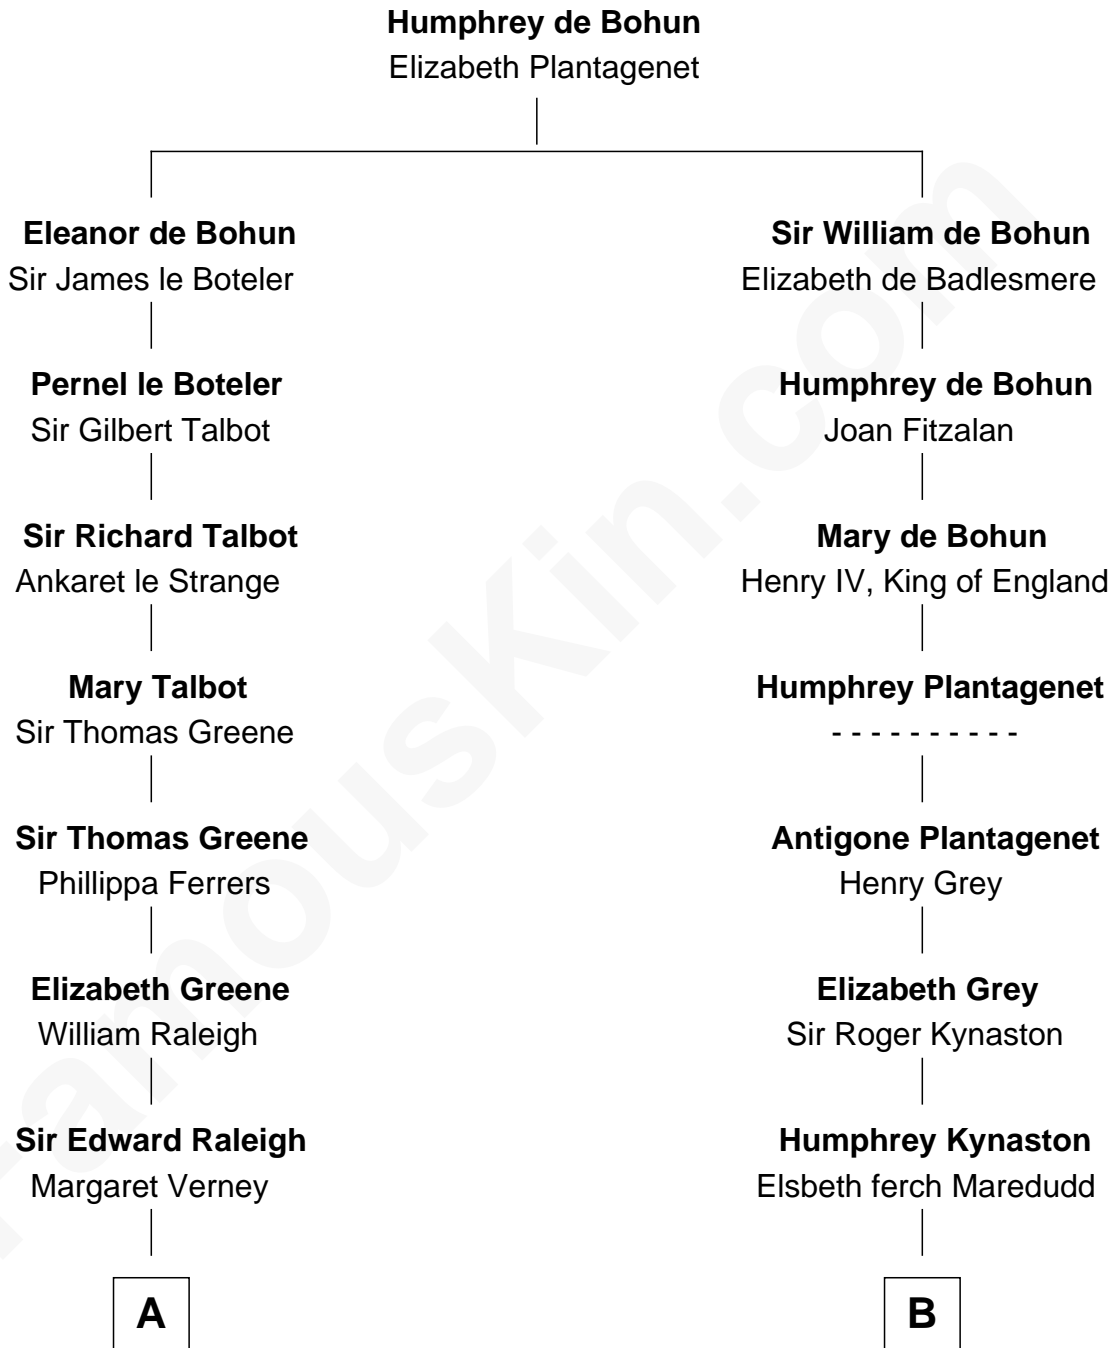 Humphrey de Bohun
Elizabeth Plantagenet
Eleanor de Bohun
Sir James le Boteler
Sir William de Bohun
Elizabeth de Badlesmere
Pernel le Boteler
Sir Gilbert Talbot
Humphrey de Bohun
Joan Fitzalan
Sir Richard Talbot
Ankaret le Strange
Mary de Bohun
Henry IV, King of England
Mary Talbot
Sir Thomas Greene
Humphrey Plantagenet
- - - - - - - - - -
Sir Thomas Greene
Phillippa Ferrers
Antigone Plantagenet
Henry Grey
Elizabeth Greene
William Raleigh
Elizabeth Grey
Sir Roger Kynaston
Sir Edward Raleigh
Margaret Verney
Humphrey Kynaston
Elsbeth ferch Maredudd
A
B
FamousKin.com